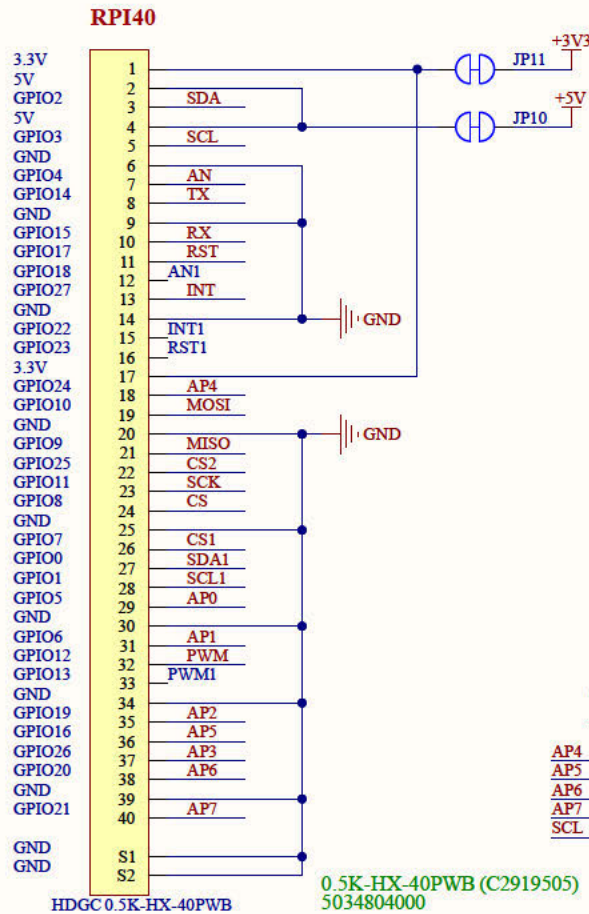 RPI40
3.3V 1 JP11 +3V3
5V 2
GPIO2 3 SDA
5V 4 JP10 +5V
GPIO3 5 SCL
GND 6
GPIO4 7 AN
GPIO14 8 TX
GND 9
GPIO15 10 RX
GPIO17 11 RST
GPIO18 12 AN1
GPIO27 13 INT
GND 14 GND
GPIO22 15 INT1
GPIO23 16 RST1
3.3V 17
GPIO24 18 AP4
GPIO10 19 MOSI
GND 20 GND
GPIO9 21 MISO
GPIO25 22 CS2
GPIO11 23 SCK
GPIO8 24 CS
GND 25
GPIO7 26 CS1
GPIO0 27 SDA1
GPIO1 28 SCL1
GPIO5 29 AP0
GND 30
GPIO6 31 AP1
GPIO12 32 PWM
GPIO13 33 PWM1
GND 34
GPIO19 35 AP2
GPIO16 36 AP5
GPIO26 37 AP3
GPIO20 38 AP6
GND 39
GPIO21 40 AP7
GND S1
GND S2
HDGC 0.5K-HX-40PWB
0.5K-HX-40PWB (C2919505)
5034804000
AP4
AP5
AP6
AP7
SCL